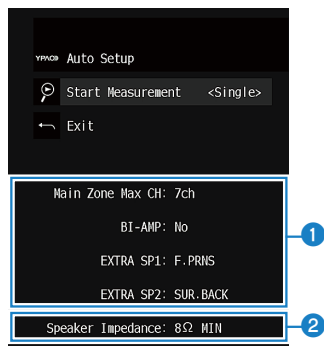 YPAO Auto Setup
Start Measurement <Single>
Exit
Main Zone Max CH: 7ch
BI-AMP: No
EXTRA SP1: F.PRNS
EXTRA SP2: SUR.BACK
1
Speaker Impedance: 8Ω MIN
2